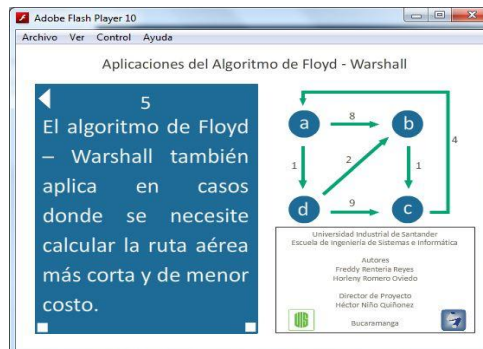 Adobe Flash Player 10
Archivo Ver Control Ayuda
Aplicaciones del Algoritmo de Floyd - Warshall
5
El algoritmo de Floyd
– Warshall también
aplica en casos
donde se necesite
calcular la ruta aérea
más corta y de menor
costo.
a 8 b
4
1 2 1
d 9 c
Universidad Industrial de Santander
Escuela de Ingeniería de Sistemas e Informática
Autores
Freddy Rentería Reyes
Horleny Romero Oviedo
Director de Proyecto
Héctor Niño Quiñonez
Bucaramanga
UIS